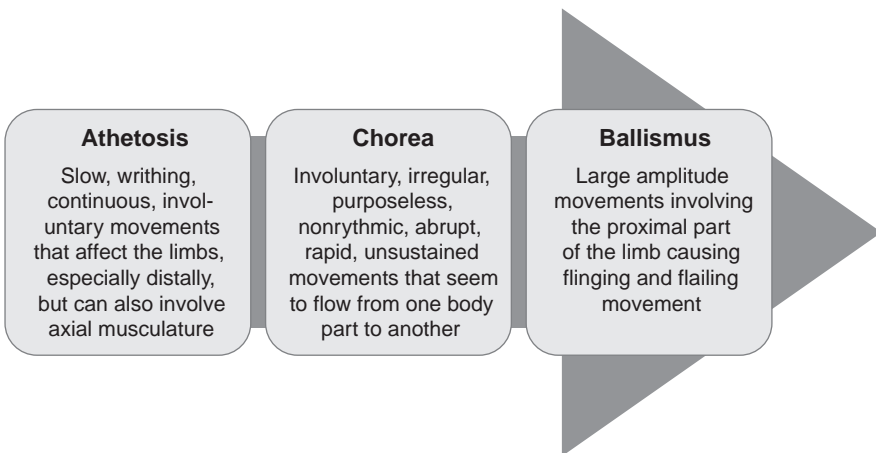 Athetosis
Slow, writhing,
continuous, invol-
untary movements
that affect the limbs,
especially distally,
but can also involve
axial musculature
Chorea
Involuntary, irregular,
purposeless,
nonrythmic, abrupt,
rapid, unsustained
movements that seem
to flow from one body
part to another
Ballismus
Large amplitude
movements involving
the proximal part
of the limb causing
flinging and flailing
movement